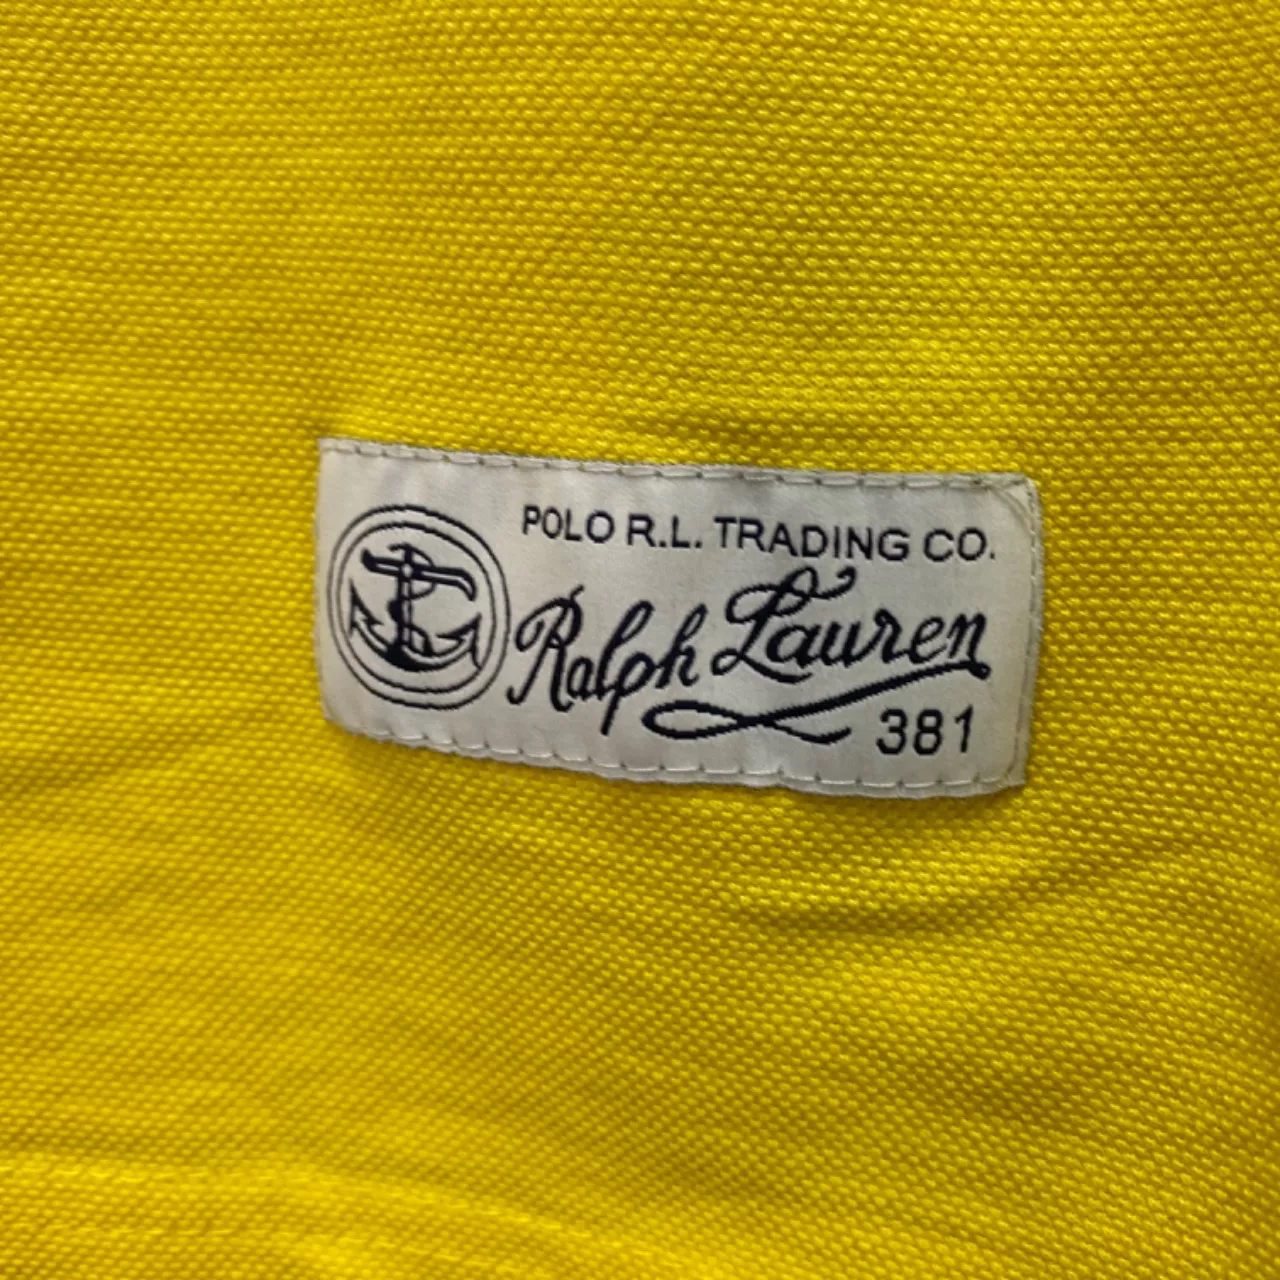 POLO R.L. TRADING CO.
Ralph Lauren
381